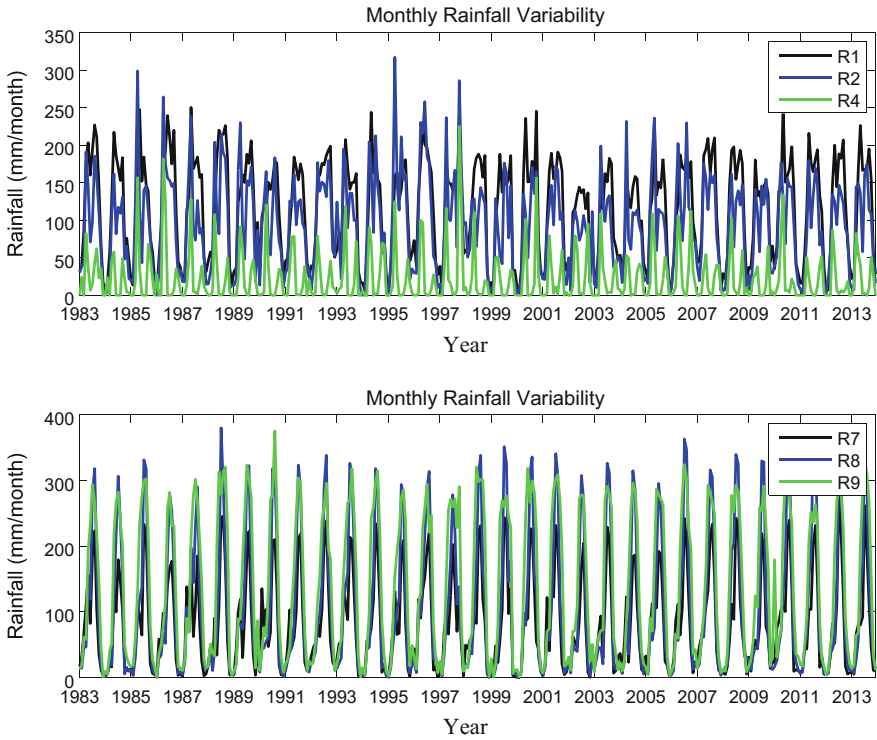 Monthly Rainfall Variability
Rainfall (mm/month)
350
300
250
200
150
100
50
0
R1
R2
R4
1983 1985 1987 1989 1991 1993 1995 1997 1999 2001 2003 2005 2007 2009 2011 2013
Year
Monthly Rainfall Variability
Rainfall (mm/month)
400
300
200
100
0
R7
R8
R9
1983 1985 1987 1989 1991 1993 1995 1997 1999 2001 2003 2005 2007 2009 2011 2013
Year